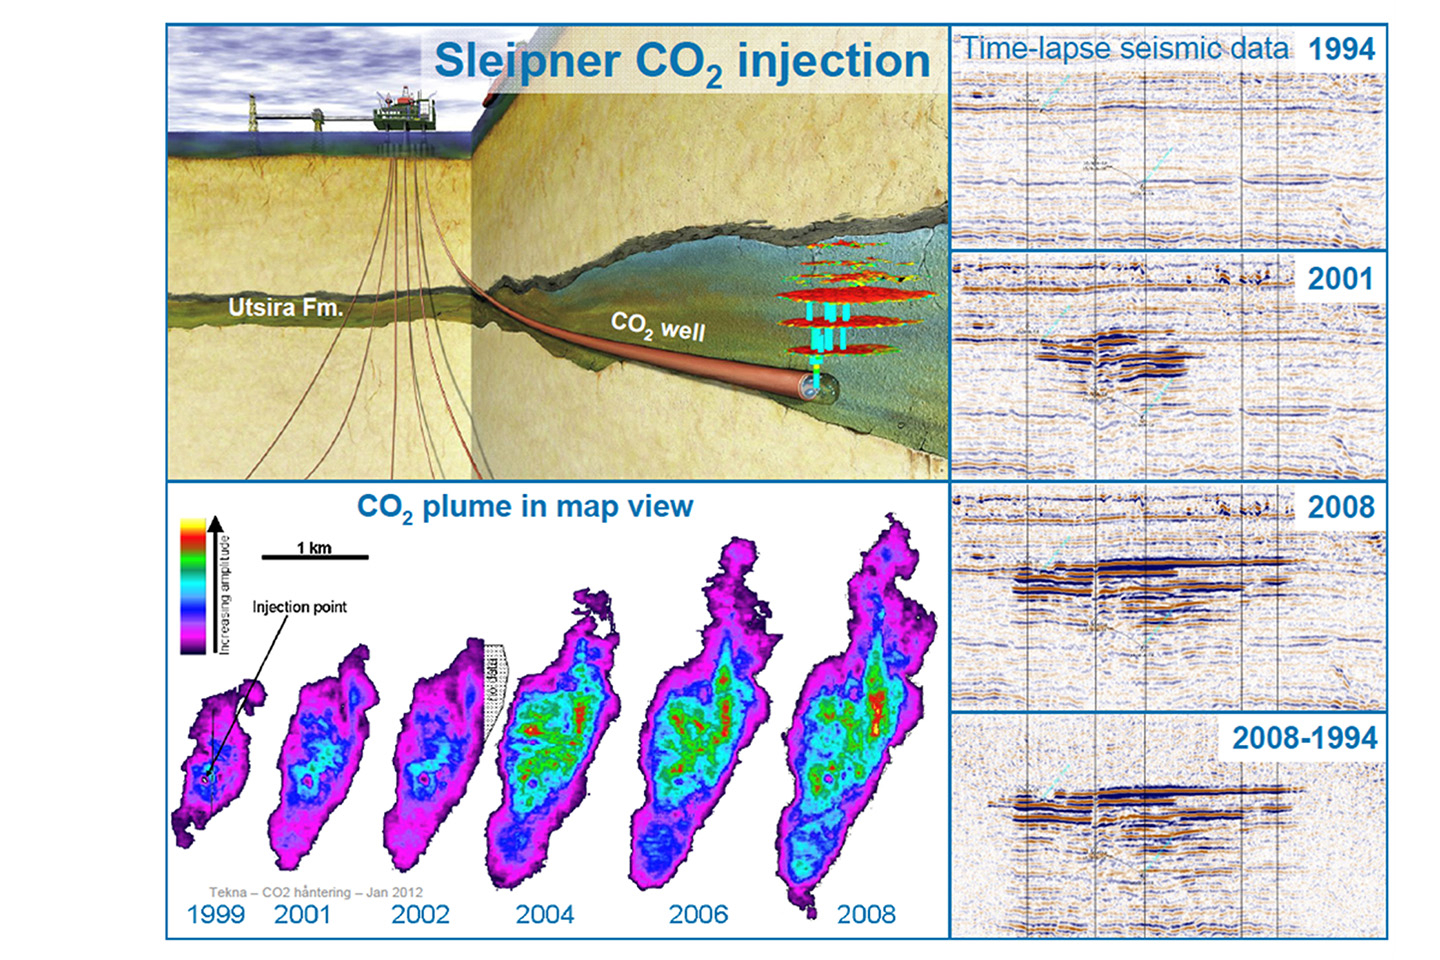 Sleipner CO2 injection
Utsira Fm.
CO2 well
Time-lapse seismic data 1994
2001
2008
2008-1994
CO2 plume in map view
Increasing amplitude
1 km
Injection point
no data
Tekna – CO2 håntering – Jan 2012
1999 2001 2002 2004 2006 2008